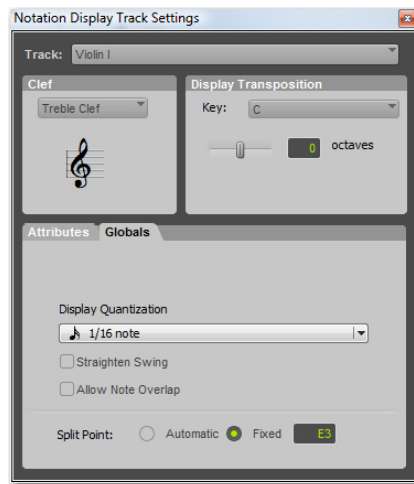 Notation Display Track Settings
Track: Violin I
Clef
Treble Clef
Display Transposition
Key: C
0 octaves
Attributes Globals
Display Quantization
1/16 note
Straighten Swing
Allow Note Overlap
Split Point: Automatic Fixed E3